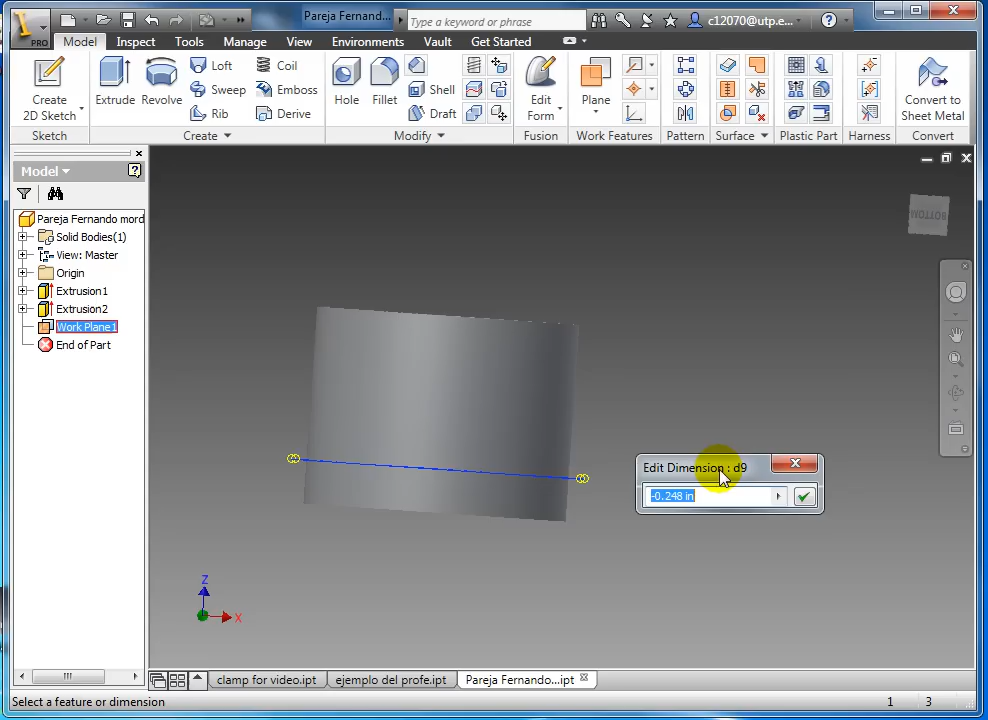 Pareja Fernand...
Type a keyword or phrase
c12070@utp.e...
PRO
Model
Inspect
Tools
Manage
View
Environments
Vault
Get Started
Create
2D Sketch
Extrude
Revolve
Loft
Sweep
Rib
Coil
Emboss
Derive
Hole
Fillet
Shell
Draft
Edit
Form
Plane
Convert to
Sheet Metal
Sketch
Create
Modify
Fusion
Work Features
Pattern
Surface
Plastic Part
Harness
Convert
Model
Pareja Fernando mord
Solid Bodies(1)
View: Master
Origin
Extrusion1
Extrusion2
Work Plane1
End of Part
BOTTOM
Edit Dimension : d9
-0.248 in
Z
X
clamp for video.ipt
ejemplo del profe.ipt
Pareja Fernando...ipt
Select a feature or dimension
1
3